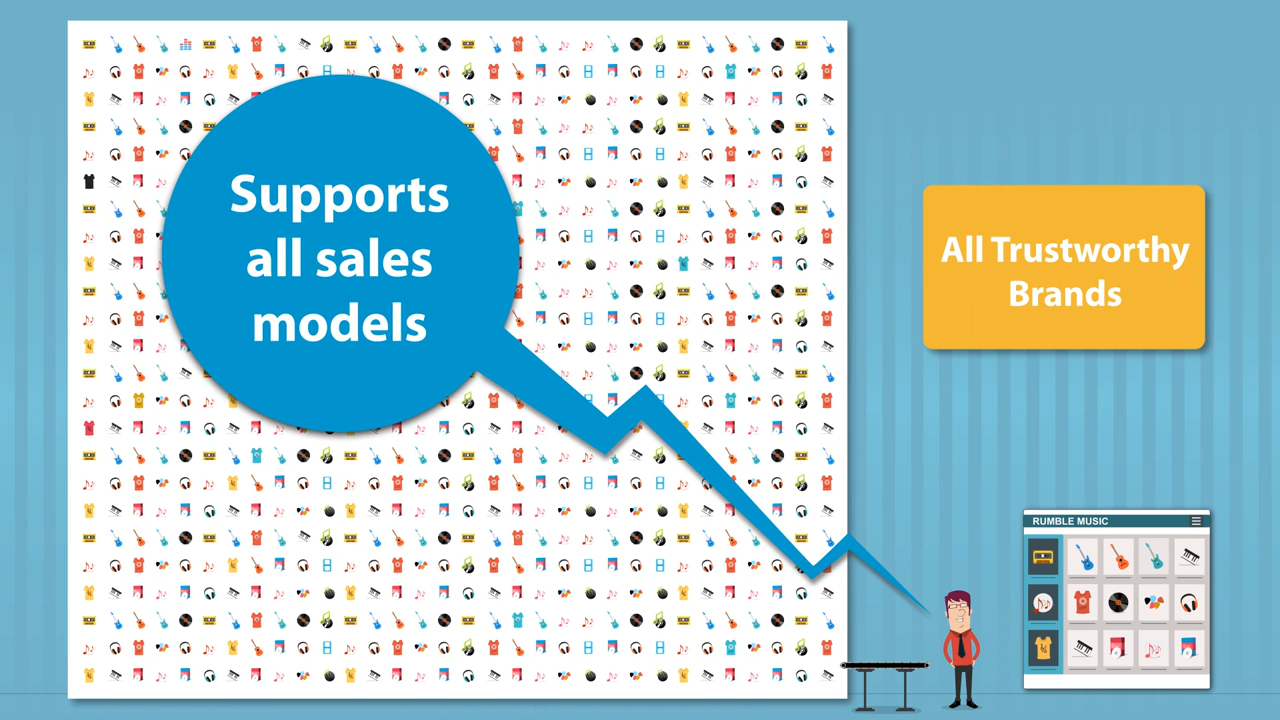 Supports
all sales
models
All Trustworthy
Brands
RUMBLE MUSIC